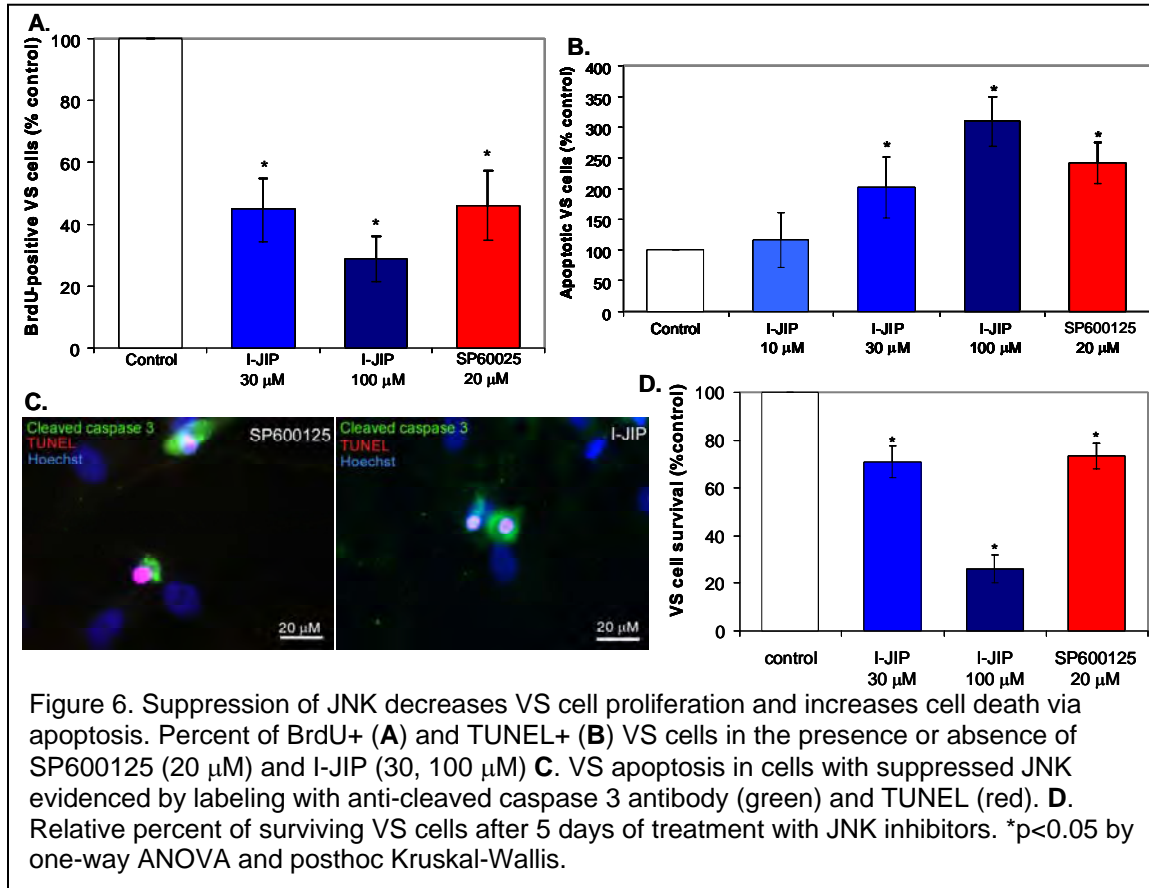 A.
100
80
60
40
20
0
BrdU-positive VS cells (% control)
*
*
*
Control
I-JIP
30 μM
I-JIP
100 μM
SP60025
20 μM
B.
400
350
300
250
200
150
100
50
0
Apoptotic VS cells (% control)
*
*
*
Control
I-JIP
10 μM
I-JIP
30 μM
I-JIP
100 μM
SP600125
20 μM
C.
Cleaved caspase 3
TUNEL
Hoechst
SP600125
20 μM
Cleaved caspase 3
TUNEL
Hoechst
I-JIP
20 μM
D.
100
80
60
40
20
0
VS cell survival (%control)
*
*
*
control
I-JIP
30 μM
I-JIP
100 μM
SP600125
20 μM
Figure 6. Suppression of JNK decreases VS cell proliferation and increases cell death via
apoptosis. Percent of BrdU+ (A) and TUNEL+ (B) VS cells in the presence or absence of
SP600125 (20 μM) and I-JIP (30, 100 μM) C. VS apoptosis in cells with suppressed JNK
evidenced by labeling with anti-cleaved caspase 3 antibody (green) and TUNEL (red). D.
Relative percent of surviving VS cells after 5 days of treatment with JNK inhibitors. *p<0.05 by
one-way ANOVA and posthoc Kruskal-Wallis.